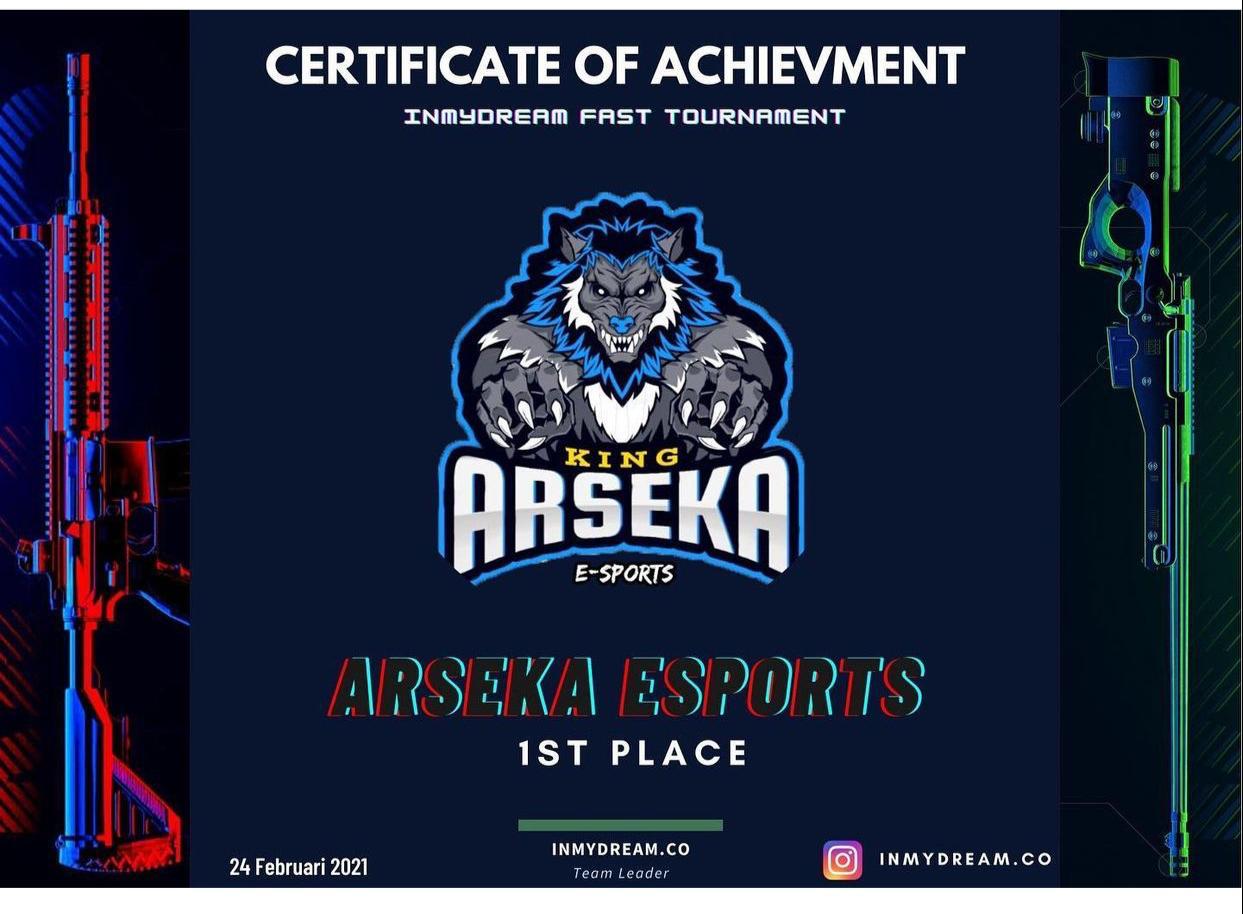 CERTIFICATE OF ACHIEVMENT
INMYDREAM FAST TOURNAMENT
KING
ARSEKA
E-SPORTS
ARSEKA ESPORTS
1ST PLACE
INMYDREAM.CO
Team Leader
24 Februari 2021
INMYDREAM.CO